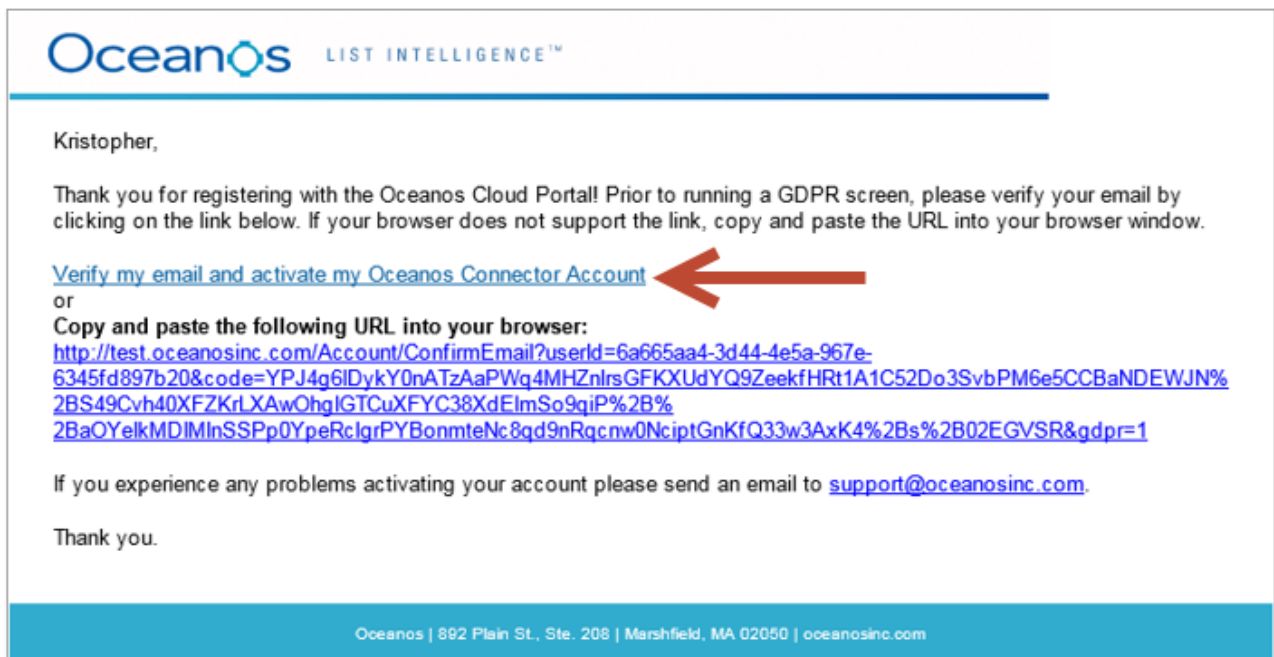 Oceanos LIST INTELLIGENCE™
Kristopher,
Thank you for registering with the Oceanos Cloud Portal! Prior to running a GDPR screen, please verify your email by
clicking on the link below. If your browser does not support the link, copy and paste the URL into your browser window.
Verify my email and activate my Oceanos Connector Account
or
Copy and paste the following URL into your browser:
http://test.oceanosinc.com/Account/ConfirmEmail?userId=6a665aa4-3d44-4e5a-967e-
6345fd897b20&code=YPJ4g6lDykY0nATzAaPWq4MHZnlrsGFKXUdYQ9ZeekfHRt1A1C52Do3SvbPM6e5CCBaNDEWJN%
2BS49Cvh40XFZKrLXAwOhglGTCuXFYC38XdEImSo9qiP%2B%
2BaOYelkMDIMlnSSPp0YpeRclgrPYBonmteNc8qd9nRqcnw0NciptGnKfQ33w3AxK4%2Bs%2B02EGVSR&gdpr=1
If you experience any problems activating your account please send an email to support@oceanosinc.com.
Thank you.
Oceanos | 892 Plain St., Ste. 208 | Marshfield, MA 02050 | oceanosinc.com